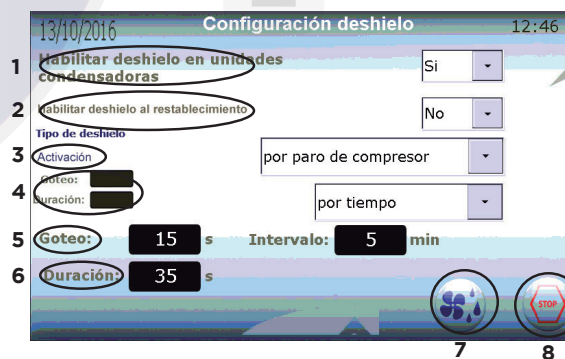 13/10/2016 Configuración deshielo 12:46
1 Habilitar deshielo en unidades condensadoras Si
2 Habilitar deshielo al restablecimiento No
Tipo de deshielo
3 Activación por paro de compresor
4 Goteo:
Duración: por tiempo
5 Goteo: 15 s Intervalo: 5 min
6 Duración: 35 s
STOP
7 8